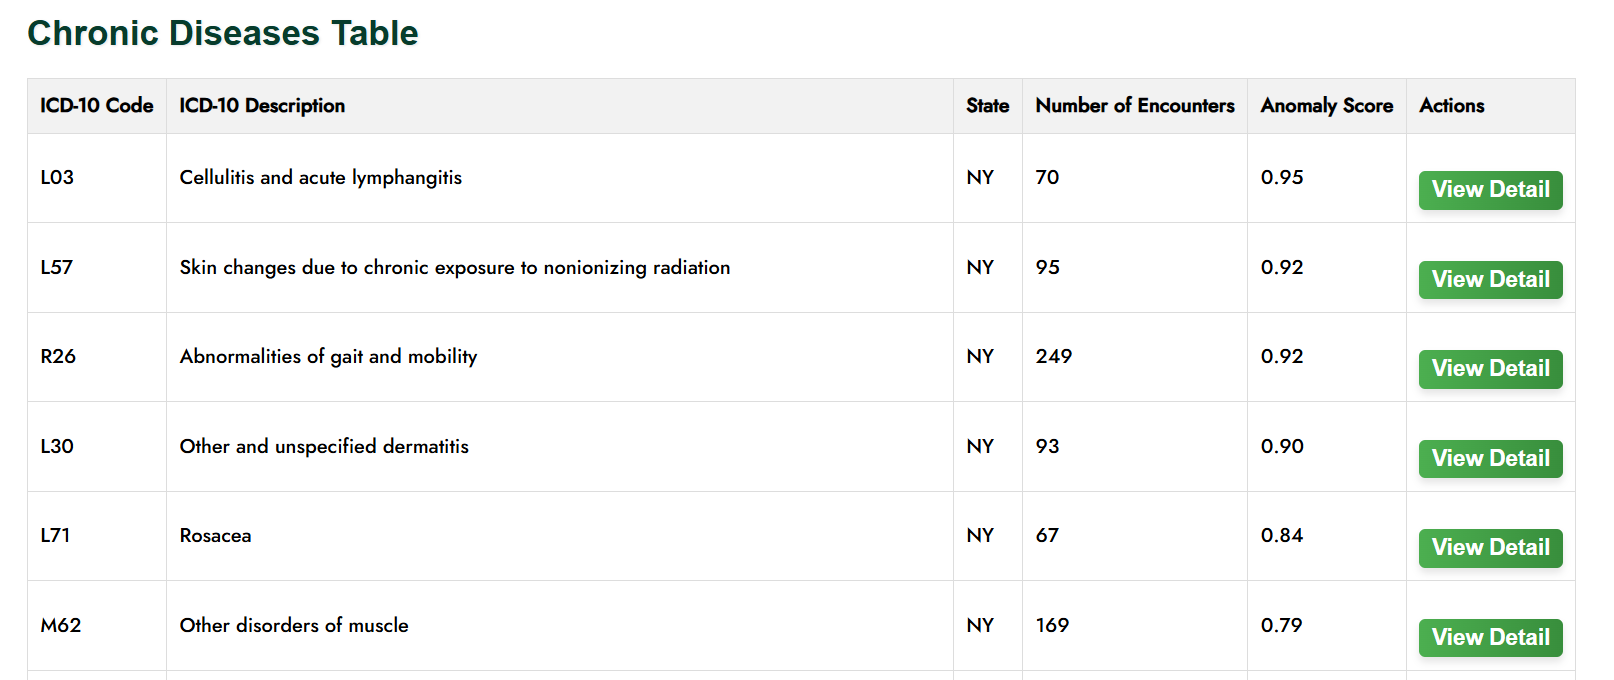 Chronic Diseases Table
ICD-10 Code ICD-10 Description State Number of Encounters Anomaly Score Actions
L03 Cellulitis and acute lymphangitis NY 70 0.95 View Detail
L57 Skin changes due to chronic exposure to nonionizing radiation NY 95 0.92 View Detail
R26 Abnormalities of gait and mobility NY 249 0.92 View Detail
L30 Other and unspecified dermatitis NY 93 0.90 View Detail
L71 Rosacea NY 67 0.84 View Detail
M62 Other disorders of muscle NY 169 0.79 View Detail